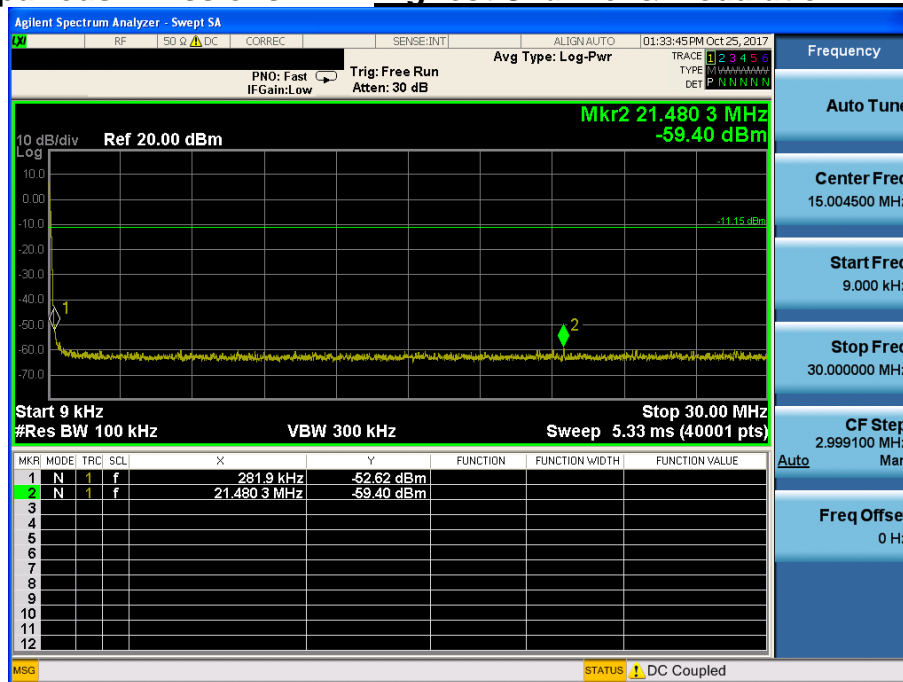 Agilent Spectrum Analyzer - Swept SA
LXI RF 50 Ω DC CORREC SENSE:INT ALIGN AUTO 01:33:45 PM Oct 25, 2017
PNO: Fast
IFGain:Low
Trig: Free Run
Atten: 30 dB
Avg Type: Log-Pwr
TRACE 1 2 3 4 5 6
TYPE M
DET P N N N N N
Mkr2 21.480 3 MHz
-59.40 dBm
10 dB/div Ref 20.00 dBm
Log
10.0
0.00
-10.0
-11.15 dBm
-20.0
-30.0
-40.0
1
-50.0
2
-60.0
-70.0
Start 9 kHz Stop 30.00 MHz
#Res BW 100 kHz VBW 300 kHz Sweep 5.33 ms (40001 pts)
MKR MODE TRC SCL X Y FUNCTION FUNCTION WIDTH FUNCTION VALUE
1 N 1 f 281.9 kHz -52.62 dBm
2 N 1 f 21.480 3 MHz -59.40 dBm
3
4
5
6
7
8
9
10
11
12
MSG STATUS DC Coupled
Frequency
Auto Tune
Center Freq
15.004500 MHz
Start Freq
9.000 kHz
Stop Freq
30.000000 MHz
CF Step
2.999100 MHz
Auto Man
Freq Offse
0 Hz